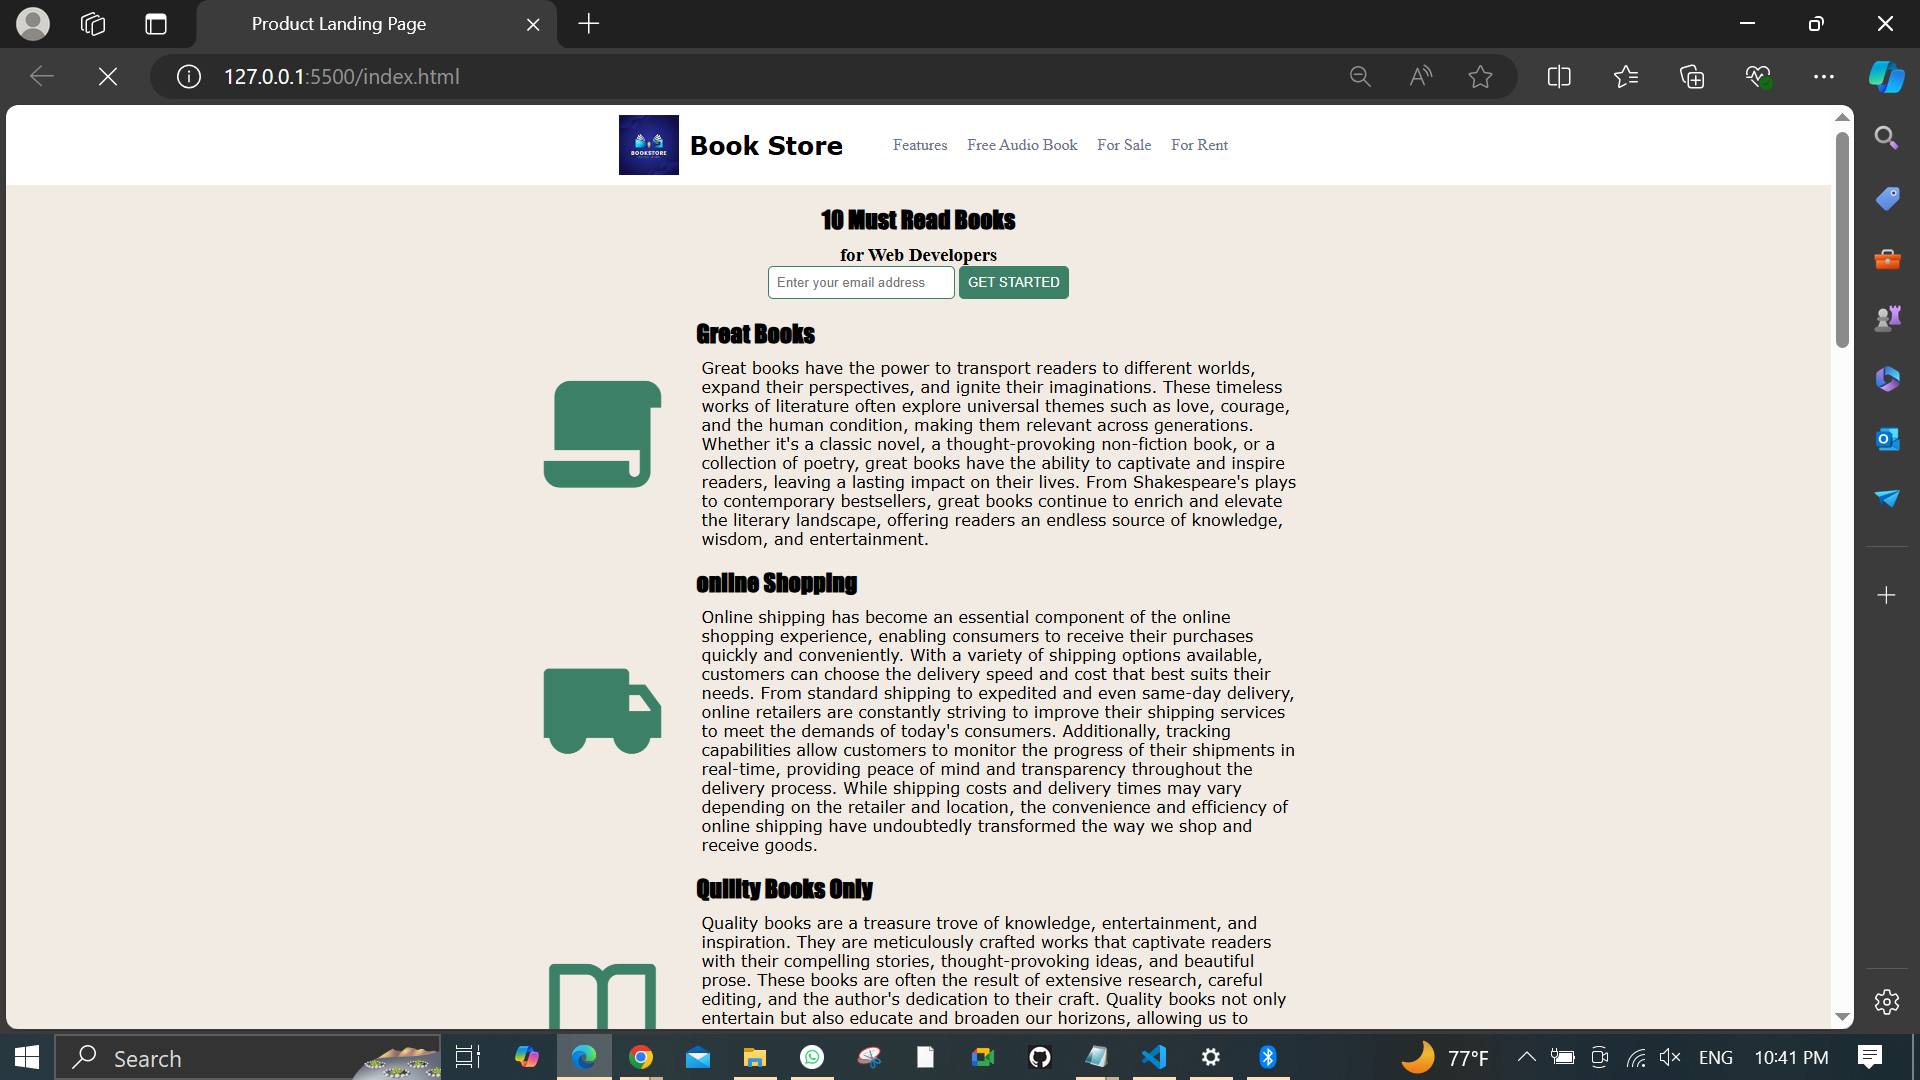 Product Landing Page
127.0.0.1:5500/index.html
BOOKSTORE
Book Store
Features
Free Audio Book
For Sale
For Rent
10 Must Read Books
for Web Developers
Enter your email address
GET STARTED
Great Books
Great books have the power to transport readers to different worlds,
expand their perspectives, and ignite their imaginations. These timeless
works of literature often explore universal themes such as love, courage,
and the human condition, making them relevant across generations.
Whether it's a classic novel, a thought-provoking non-fiction book, or a
collection of poetry, great books have the ability to captivate and inspire
readers, leaving a lasting impact on their lives. From Shakespeare's plays
to contemporary bestsellers, great books continue to enrich and elevate
the literary landscape, offering readers an endless source of knowledge,
wisdom, and entertainment.
online Shopping
Online shipping has become an essential component of the online
shopping experience, enabling consumers to receive their purchases
quickly and conveniently. With a variety of shipping options available,
customers can choose the delivery speed and cost that best suits their
needs. From standard shipping to expedited and even same-day delivery,
online retailers are constantly striving to improve their shipping services
to meet the demands of today's consumers. Additionally, tracking
capabilities allow customers to monitor the progress of their shipments in
real-time, providing peace of mind and transparency throughout the
delivery process. While shipping costs and delivery times may vary
depending on the retailer and location, the convenience and efficiency of
online shipping have undoubtedly transformed the way we shop and
receive goods.
Quility Books Only
Quality books are a treasure trove of knowledge, entertainment, and
inspiration. They are meticulously crafted works that captivate readers
with their compelling stories, thought-provoking ideas, and beautiful
prose. These books are often the result of extensive research, careful
editing, and the author's dedication to their craft. Quality books not only
entertain but also educate and broaden our horizons, allowing us to
Search
77°F
ENG
10:41 PM